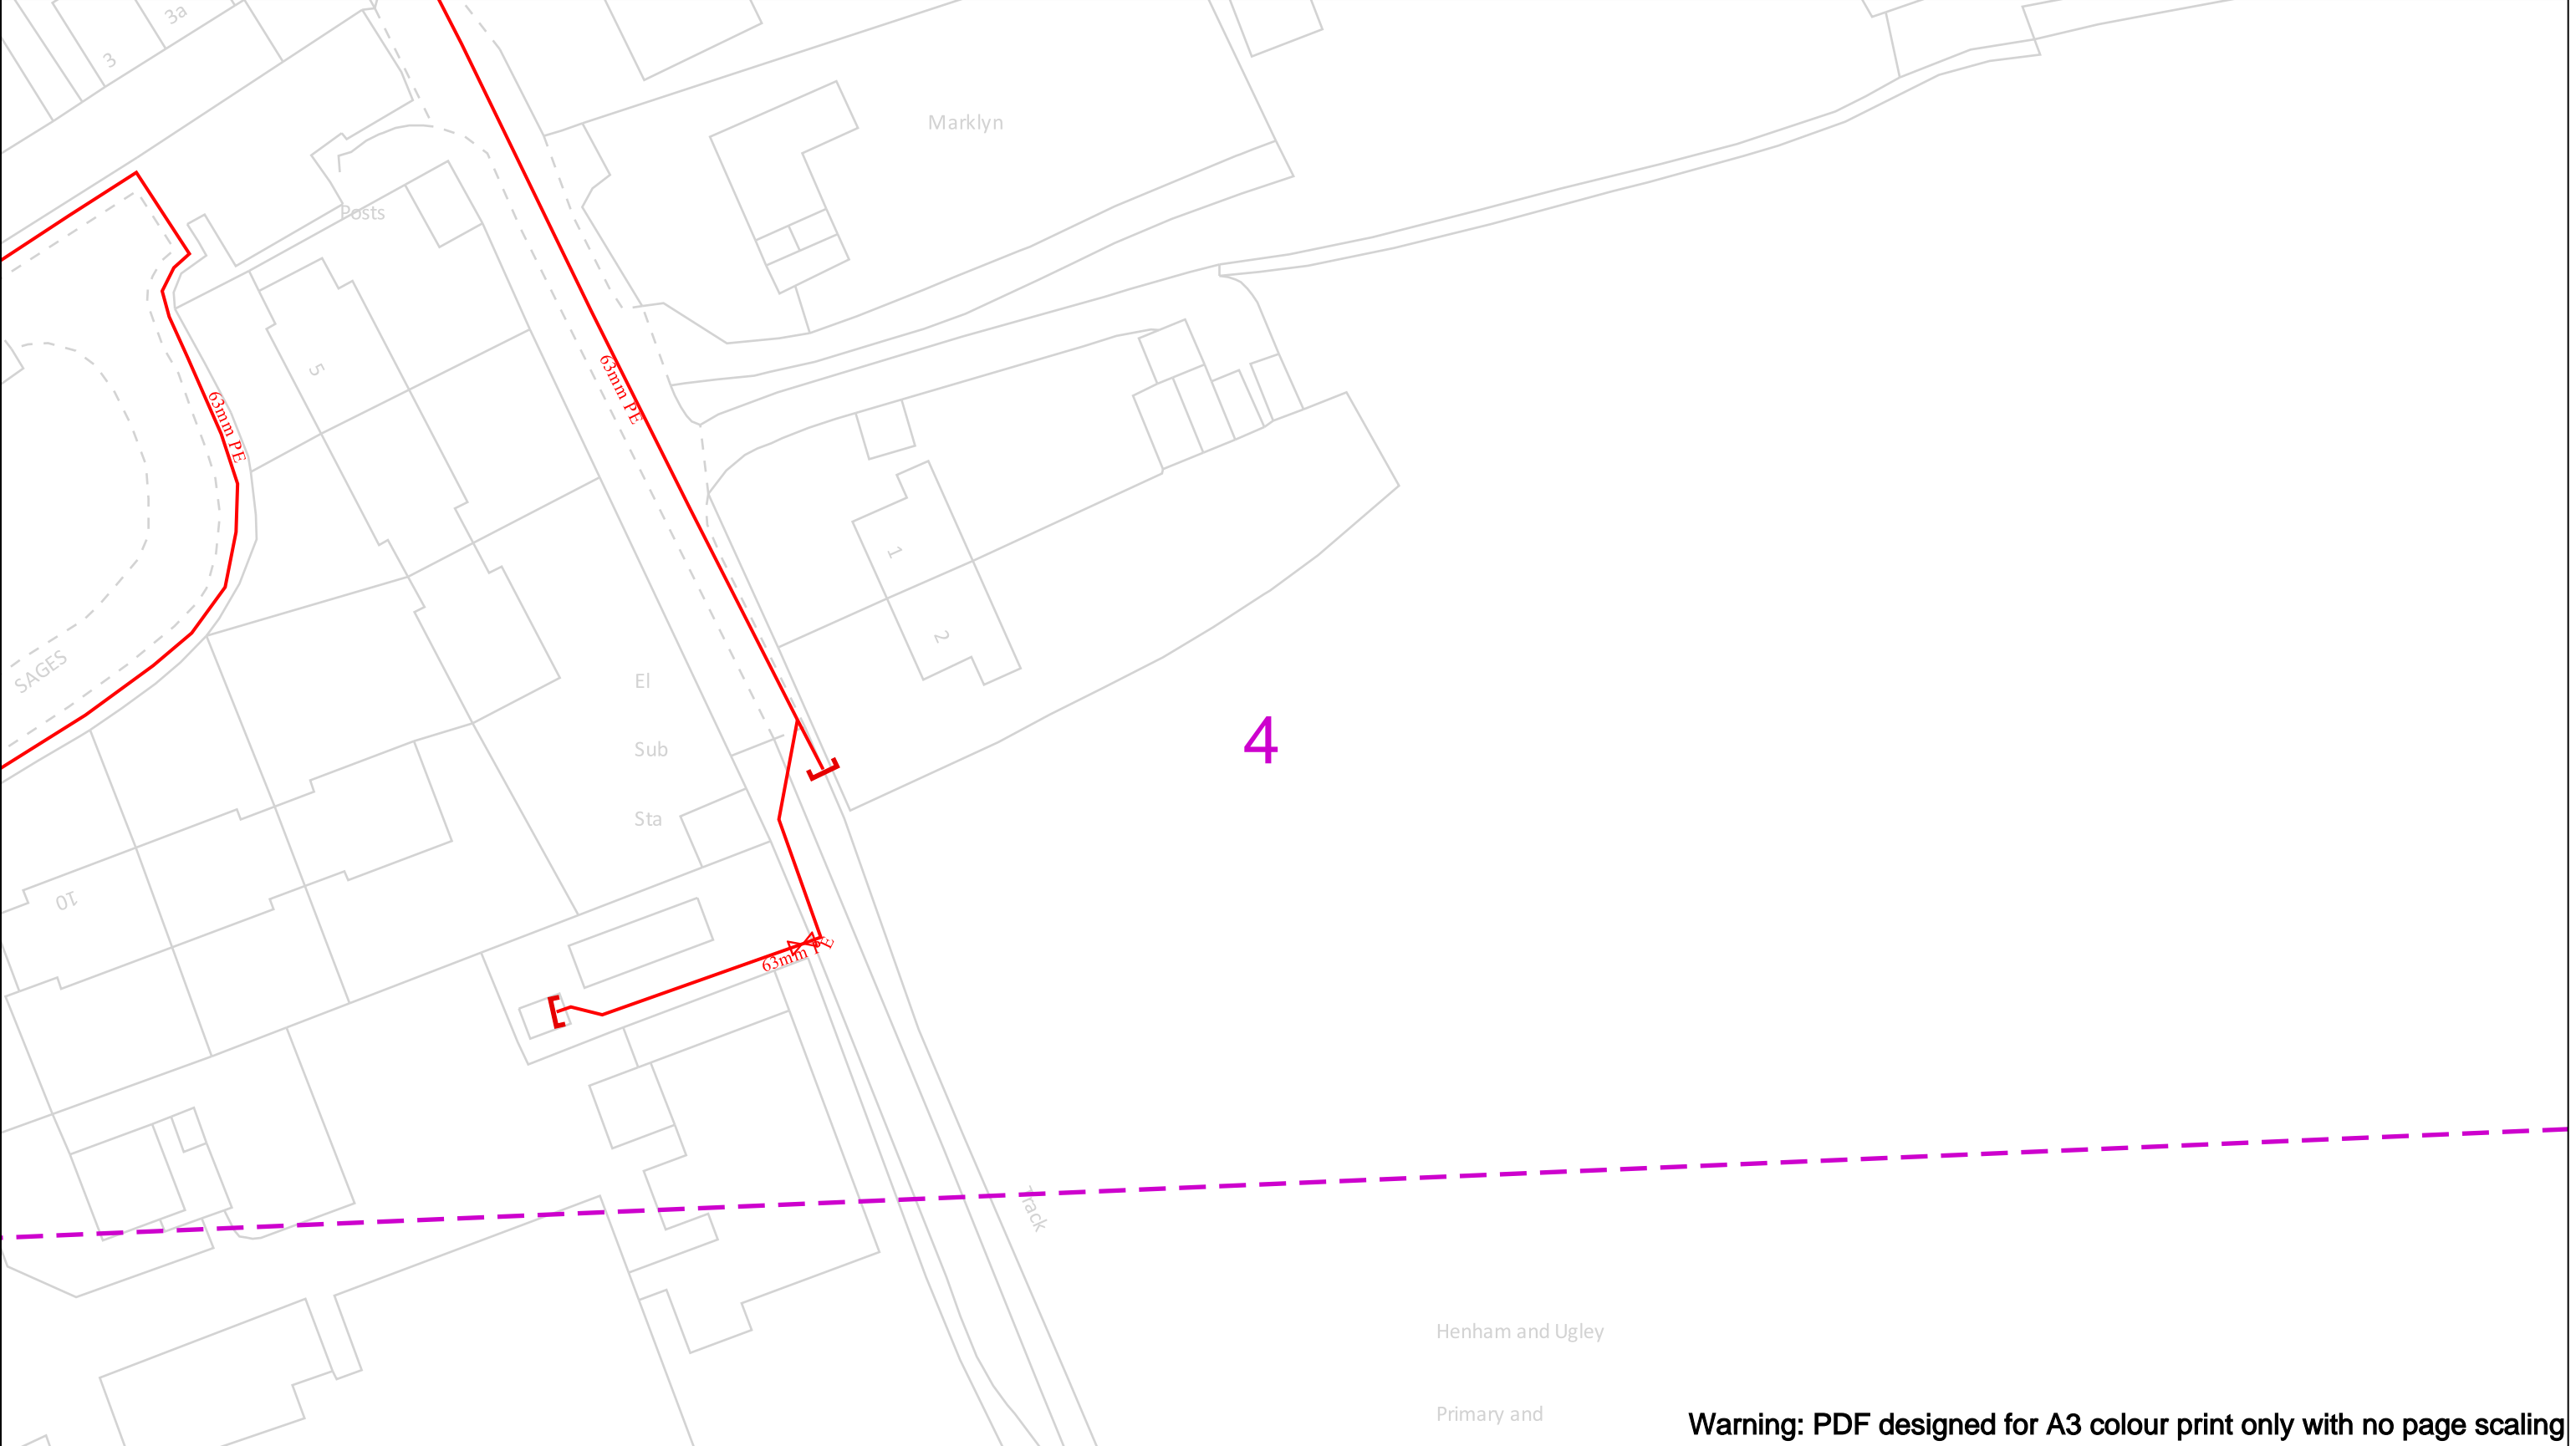 3a
3
Marklyn
Posts
63mm PE
5
63mm PE
1
2
SAGES
El
Sub
Sta
4
10
63mm PE
Track
Henham and Ugley
Primary and
Warning: PDF designed for A3 colour print only with no page scaling